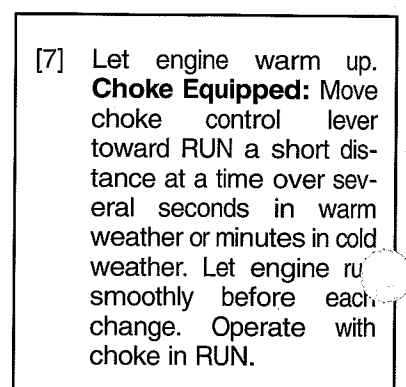 [7] Let engine warm up.
Choke Equipped: Move
choke control lever
toward RUN a short dis-
tance at a time over sev-
eral seconds in warm
weather or minutes in cold
weather. Let engine ru
smoothly before each
change. Operate with
choke in RUN.